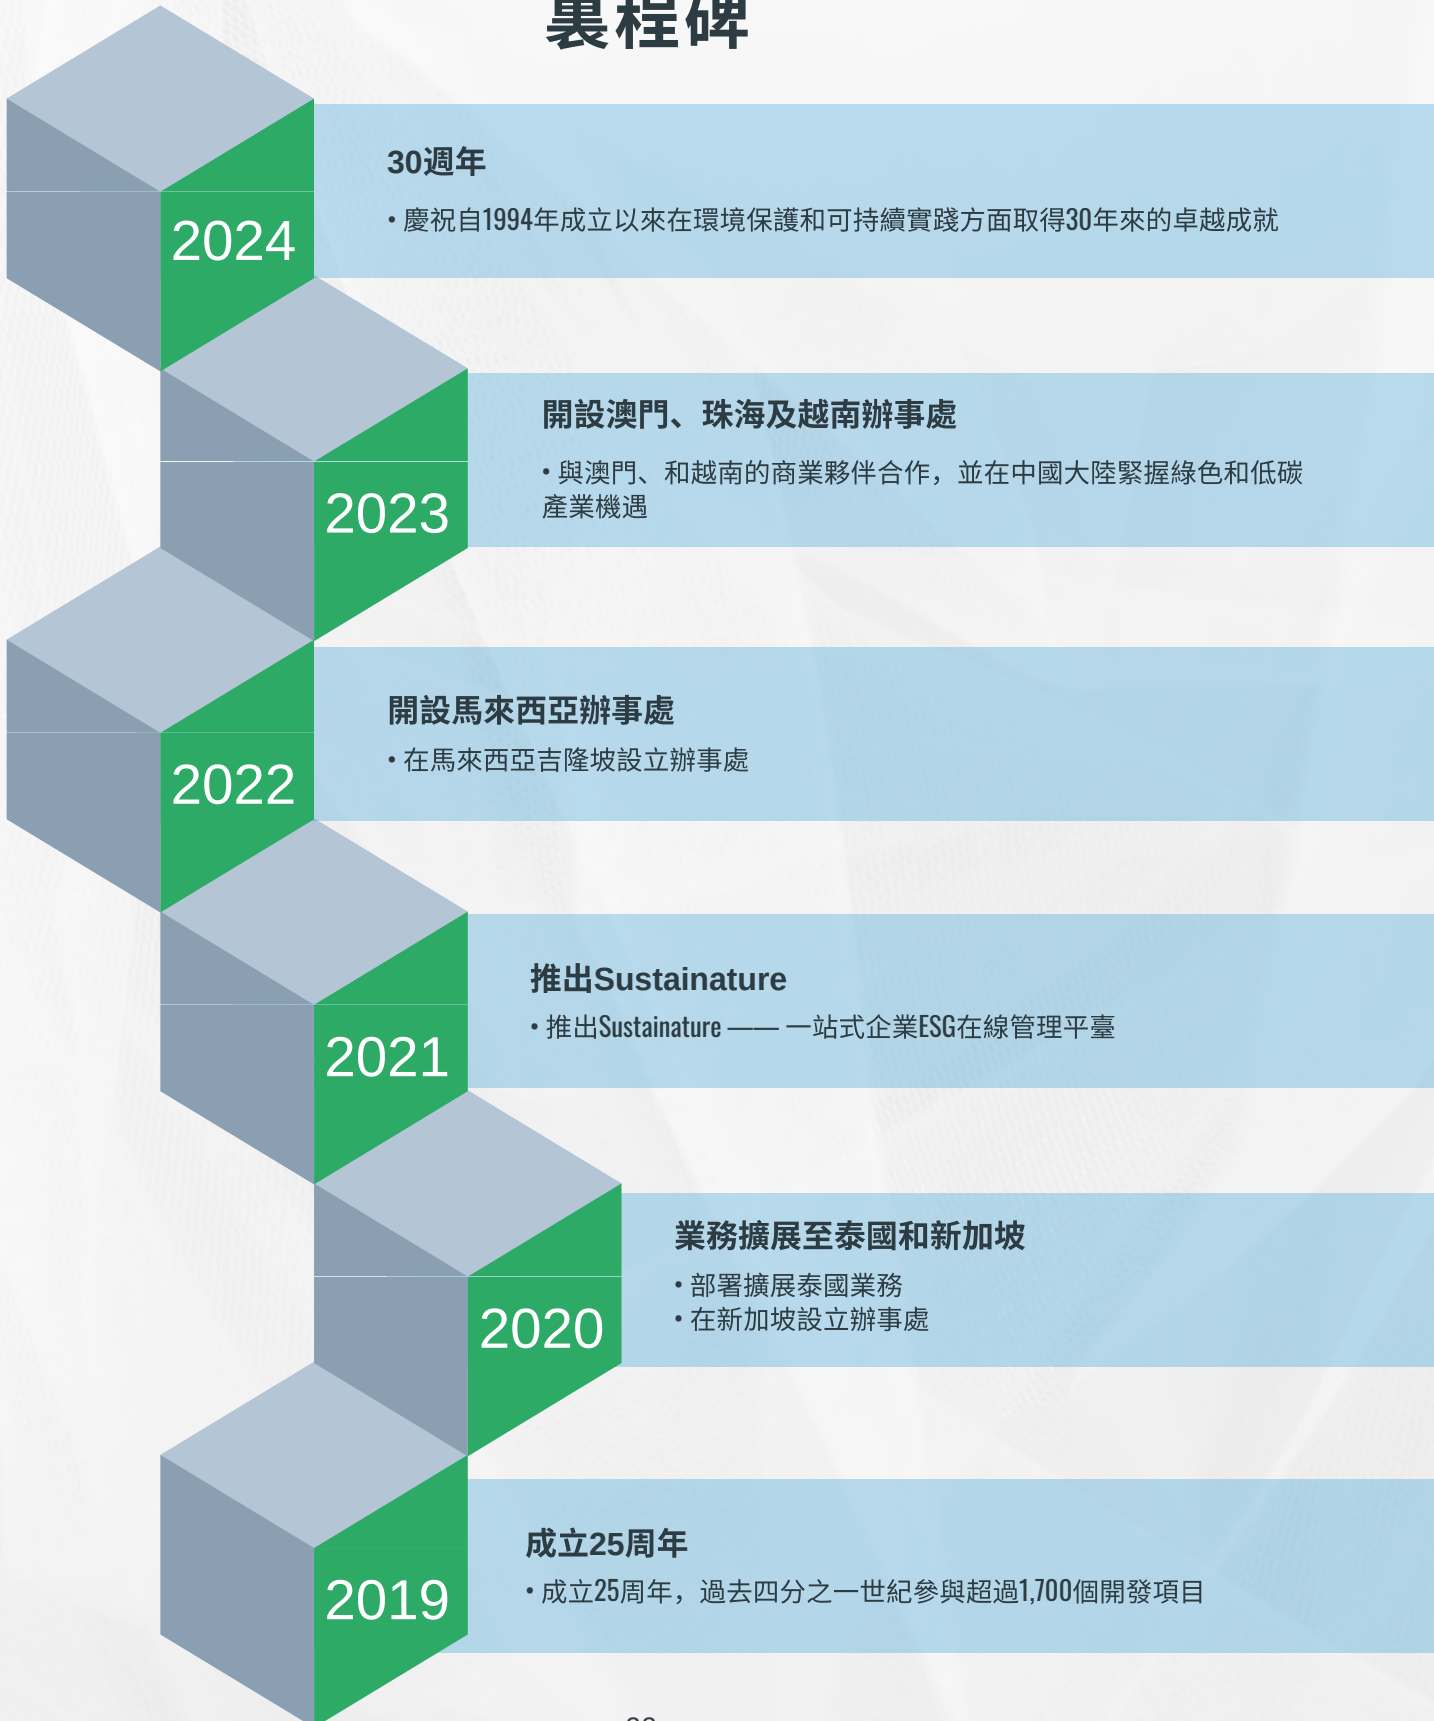 裏程碑
30週年
2024
• 慶祝自1994年成立以來在環境保護和可持續實踐方面取得30年來的卓越成就
開設澳門、珠海及越南辦事處
2023
• 與澳門、和越南的商業夥伴合作，並在中國大陸緊握綠色和低碳
產業機遇
開設馬來西亞辦事處
2022
• 在馬來西亞吉隆坡設立辦事處
推出Sustainature
2021
• 推出Sustainature —— 一站式企業ESG在線管理平臺
業務擴展至泰國和新加坡
2020
• 部署擴展泰國業務
• 在新加坡設立辦事處
成立25周年
2019
• 成立25周年，過去四分之一世紀參與超過1,700個開發項目